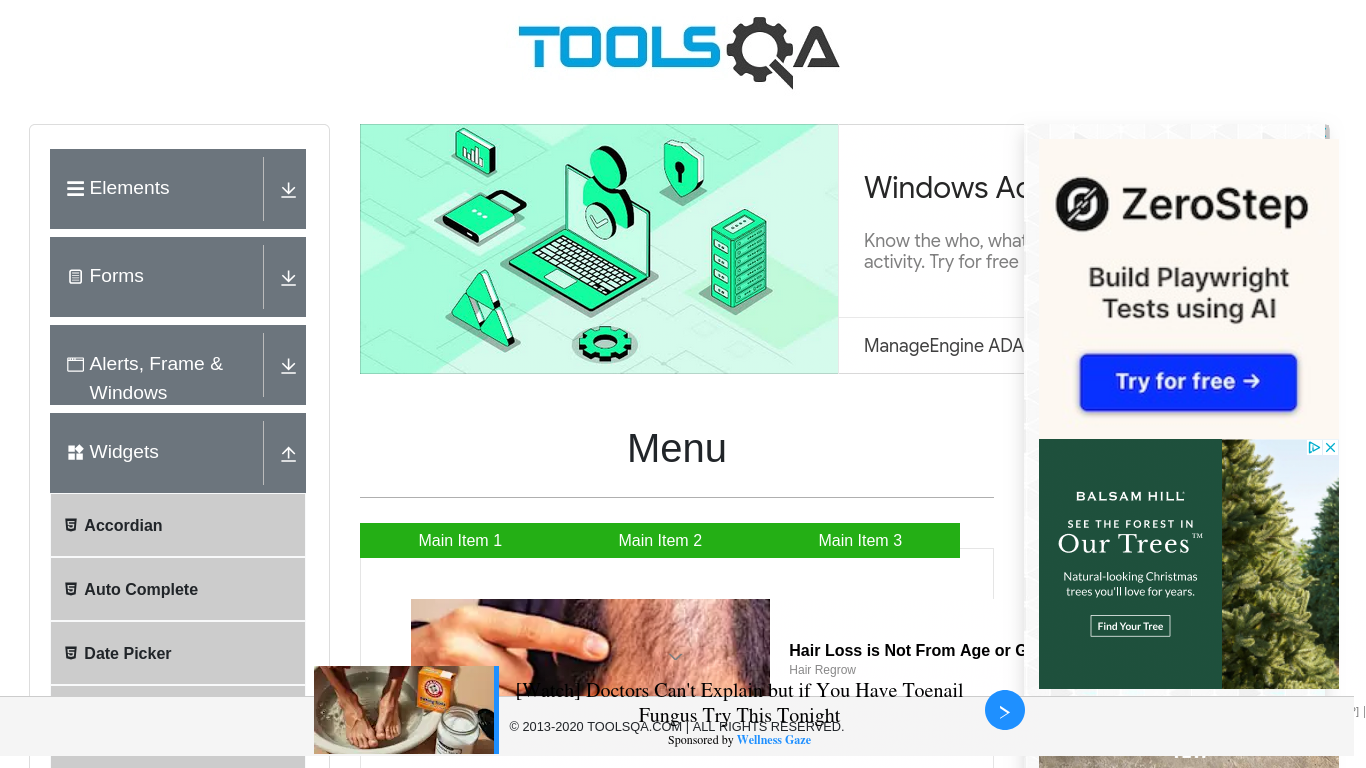 TOOLSQA
Elements
Forms
Alerts, Frame &
Windows
Widgets
Accordian
Auto Complete
Date Picker
Windows Ac
Know the who, what
activity. Try for free
ManageEngine ADA
Menu
Main Item 1
Main Item 2
Main Item 3
Hair Loss is Not From Age or G
Hair Regrow
[Watch] Doctors Can't Explain but if You Have Toenail
Fungus Try This Tonight
Sponsored by Wellness Gaze
© 2013-2020 TOOLSQA.COM | ALL RIGHTS RESERVED.
ZeroStep
Build Playwright
Tests using AI
Try for free →
BALSAM HILL
SEE THE FOREST IN
Our Trees™
Natural-looking Christmas
trees you'll love for years.
Find Your Tree